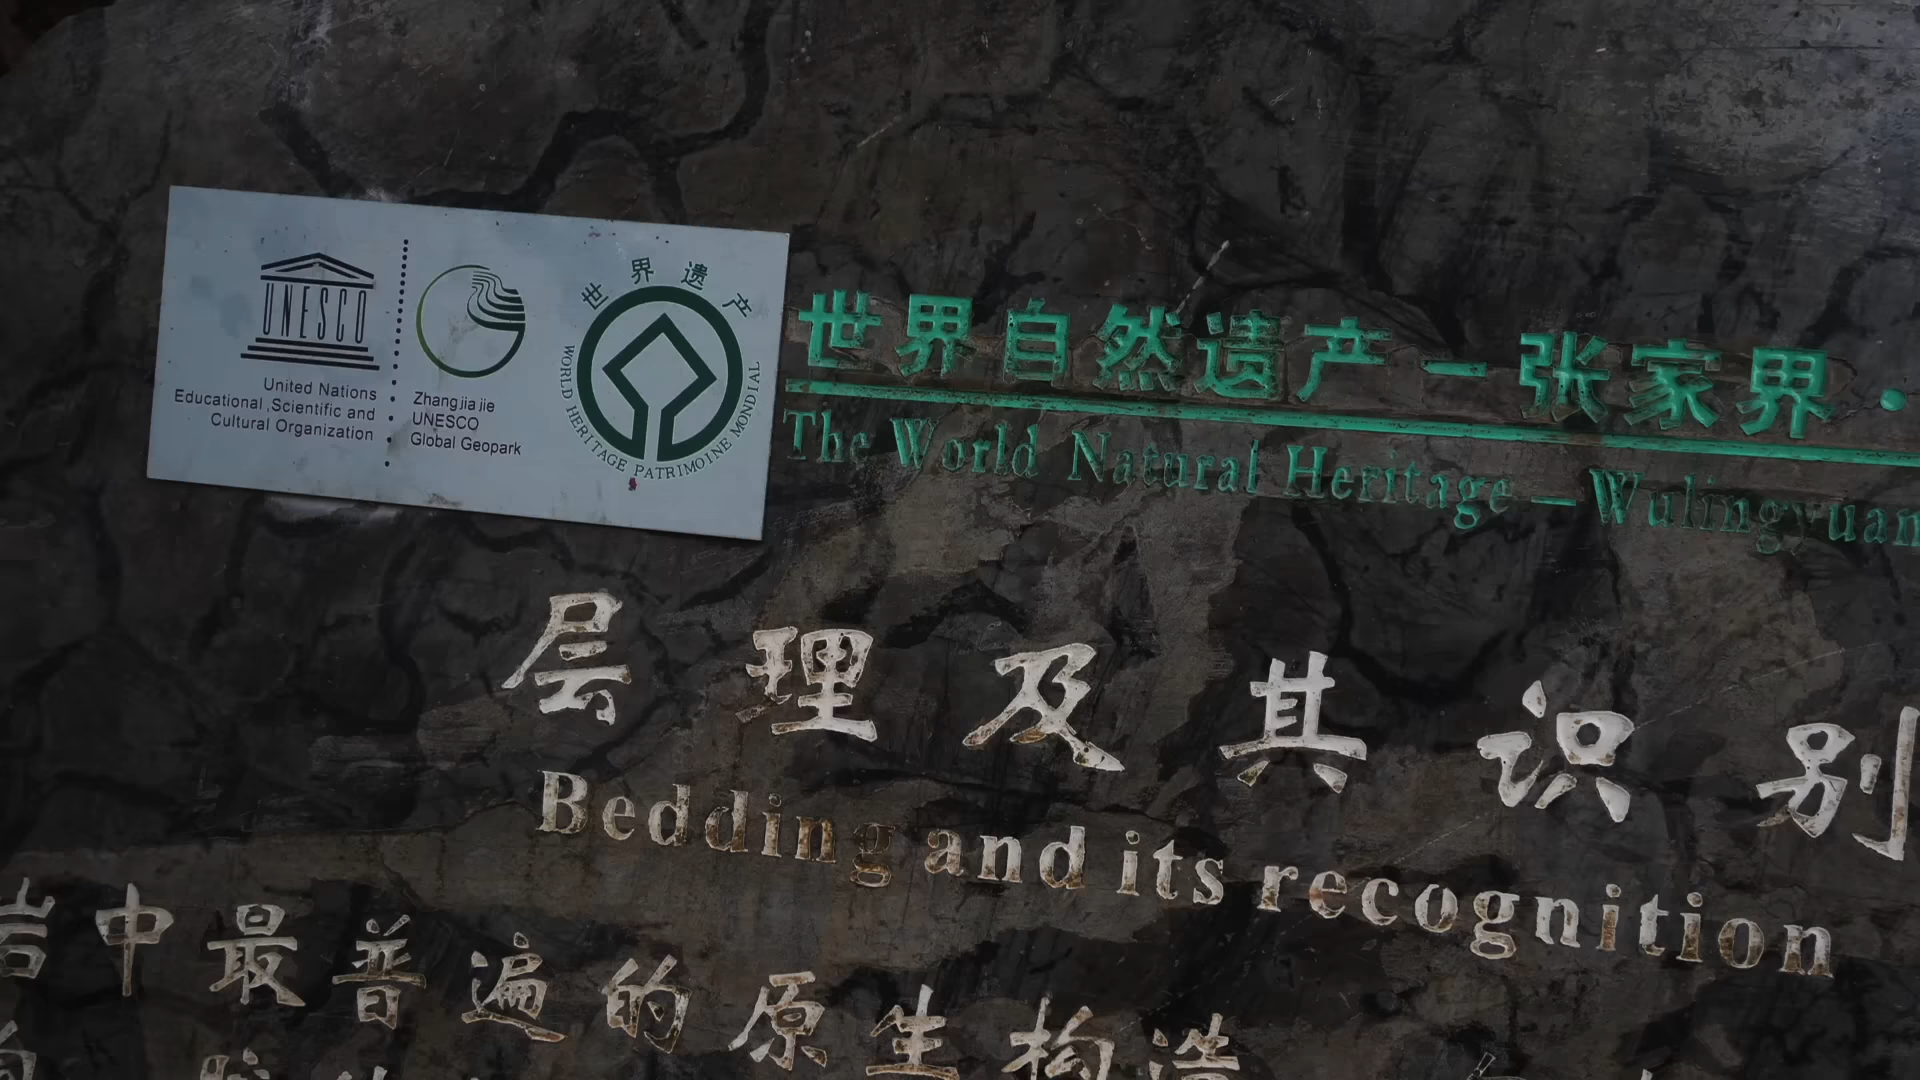 UNESCO
United Nations
Educational ,Scientific and
Cultural Organization
Zhangjiajie
UNESCO
Global Geopark
世界遗产
WORLD HERITAGE PATRIMOINE MONDIAL
世界自然遗产－张家界·
The World Natural Heritage – Wulingyuan
层理及其识别
Bedding and its recognition
岩中最普遍的原生构造